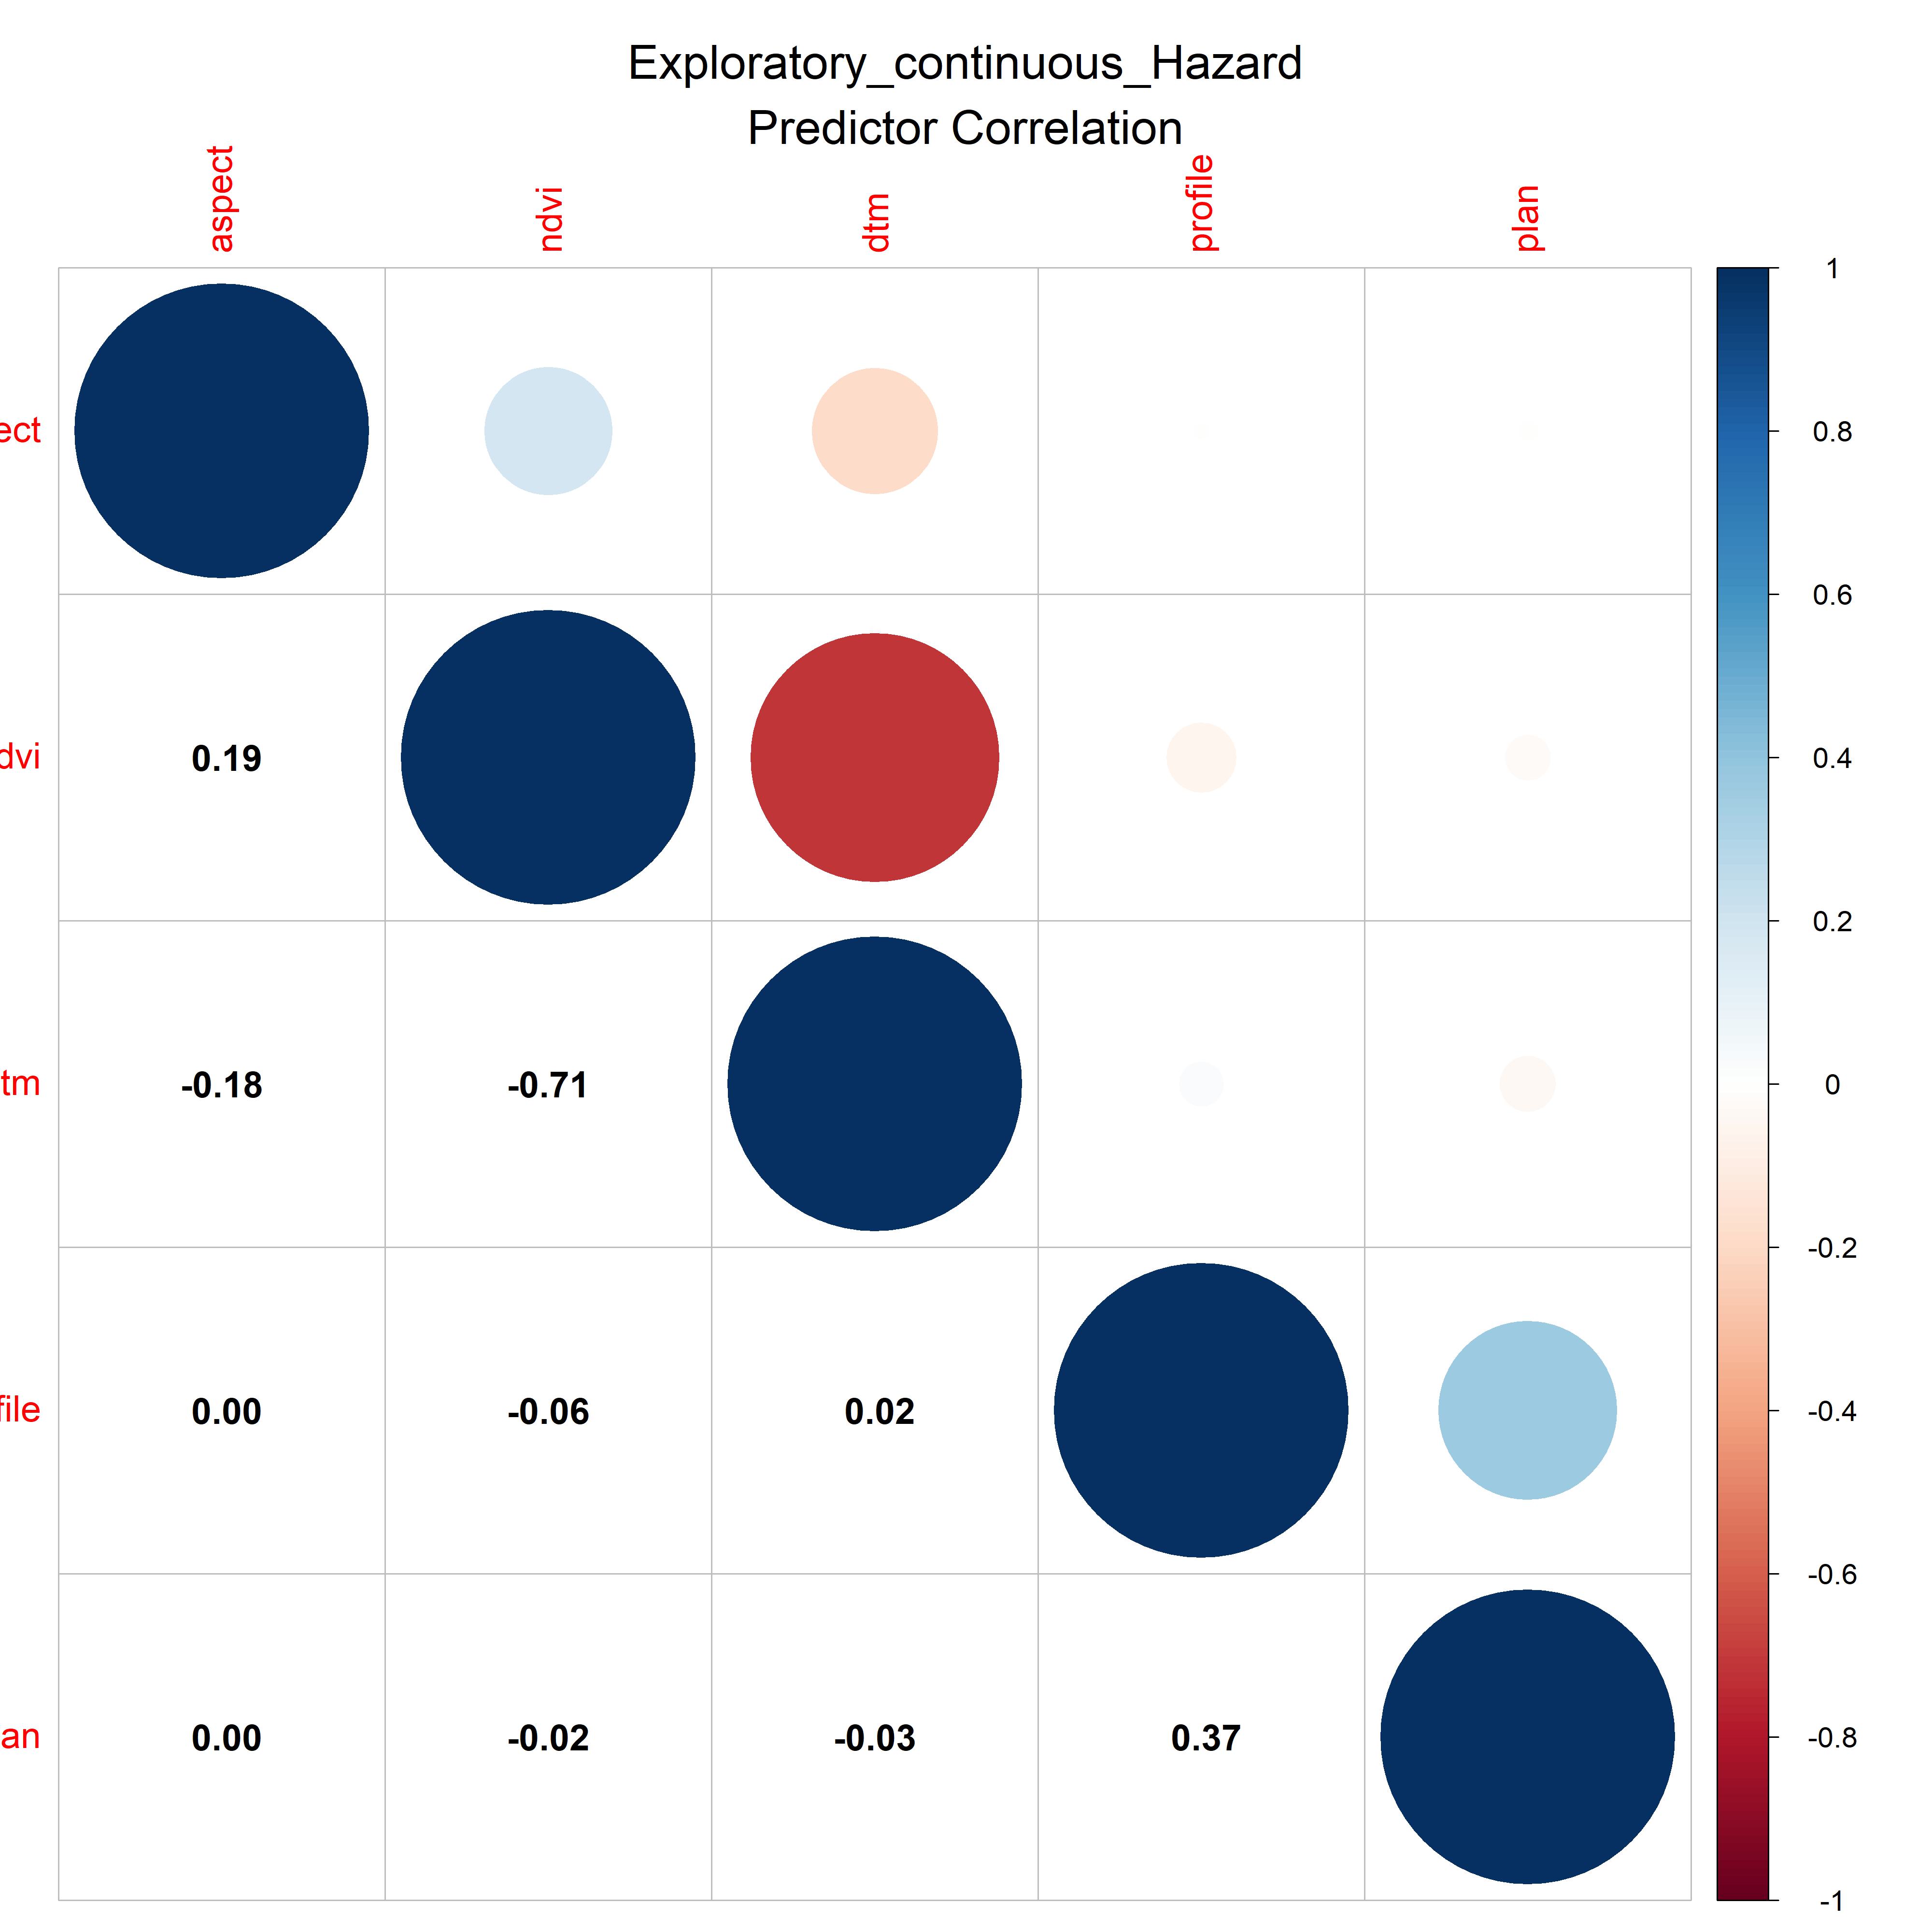 Exploratory_continuous_Hazard
Predictor Correlation
aspect ndvi dtm profile plan
ect
dvi 0.19
tm -0.18 -0.71
file 0.00 -0.06 0.02
an 0.00 -0.02 -0.03 0.37
1
0.8
0.6
0.4
0.2
0
-0.2
-0.4
-0.6
-0.8
-1